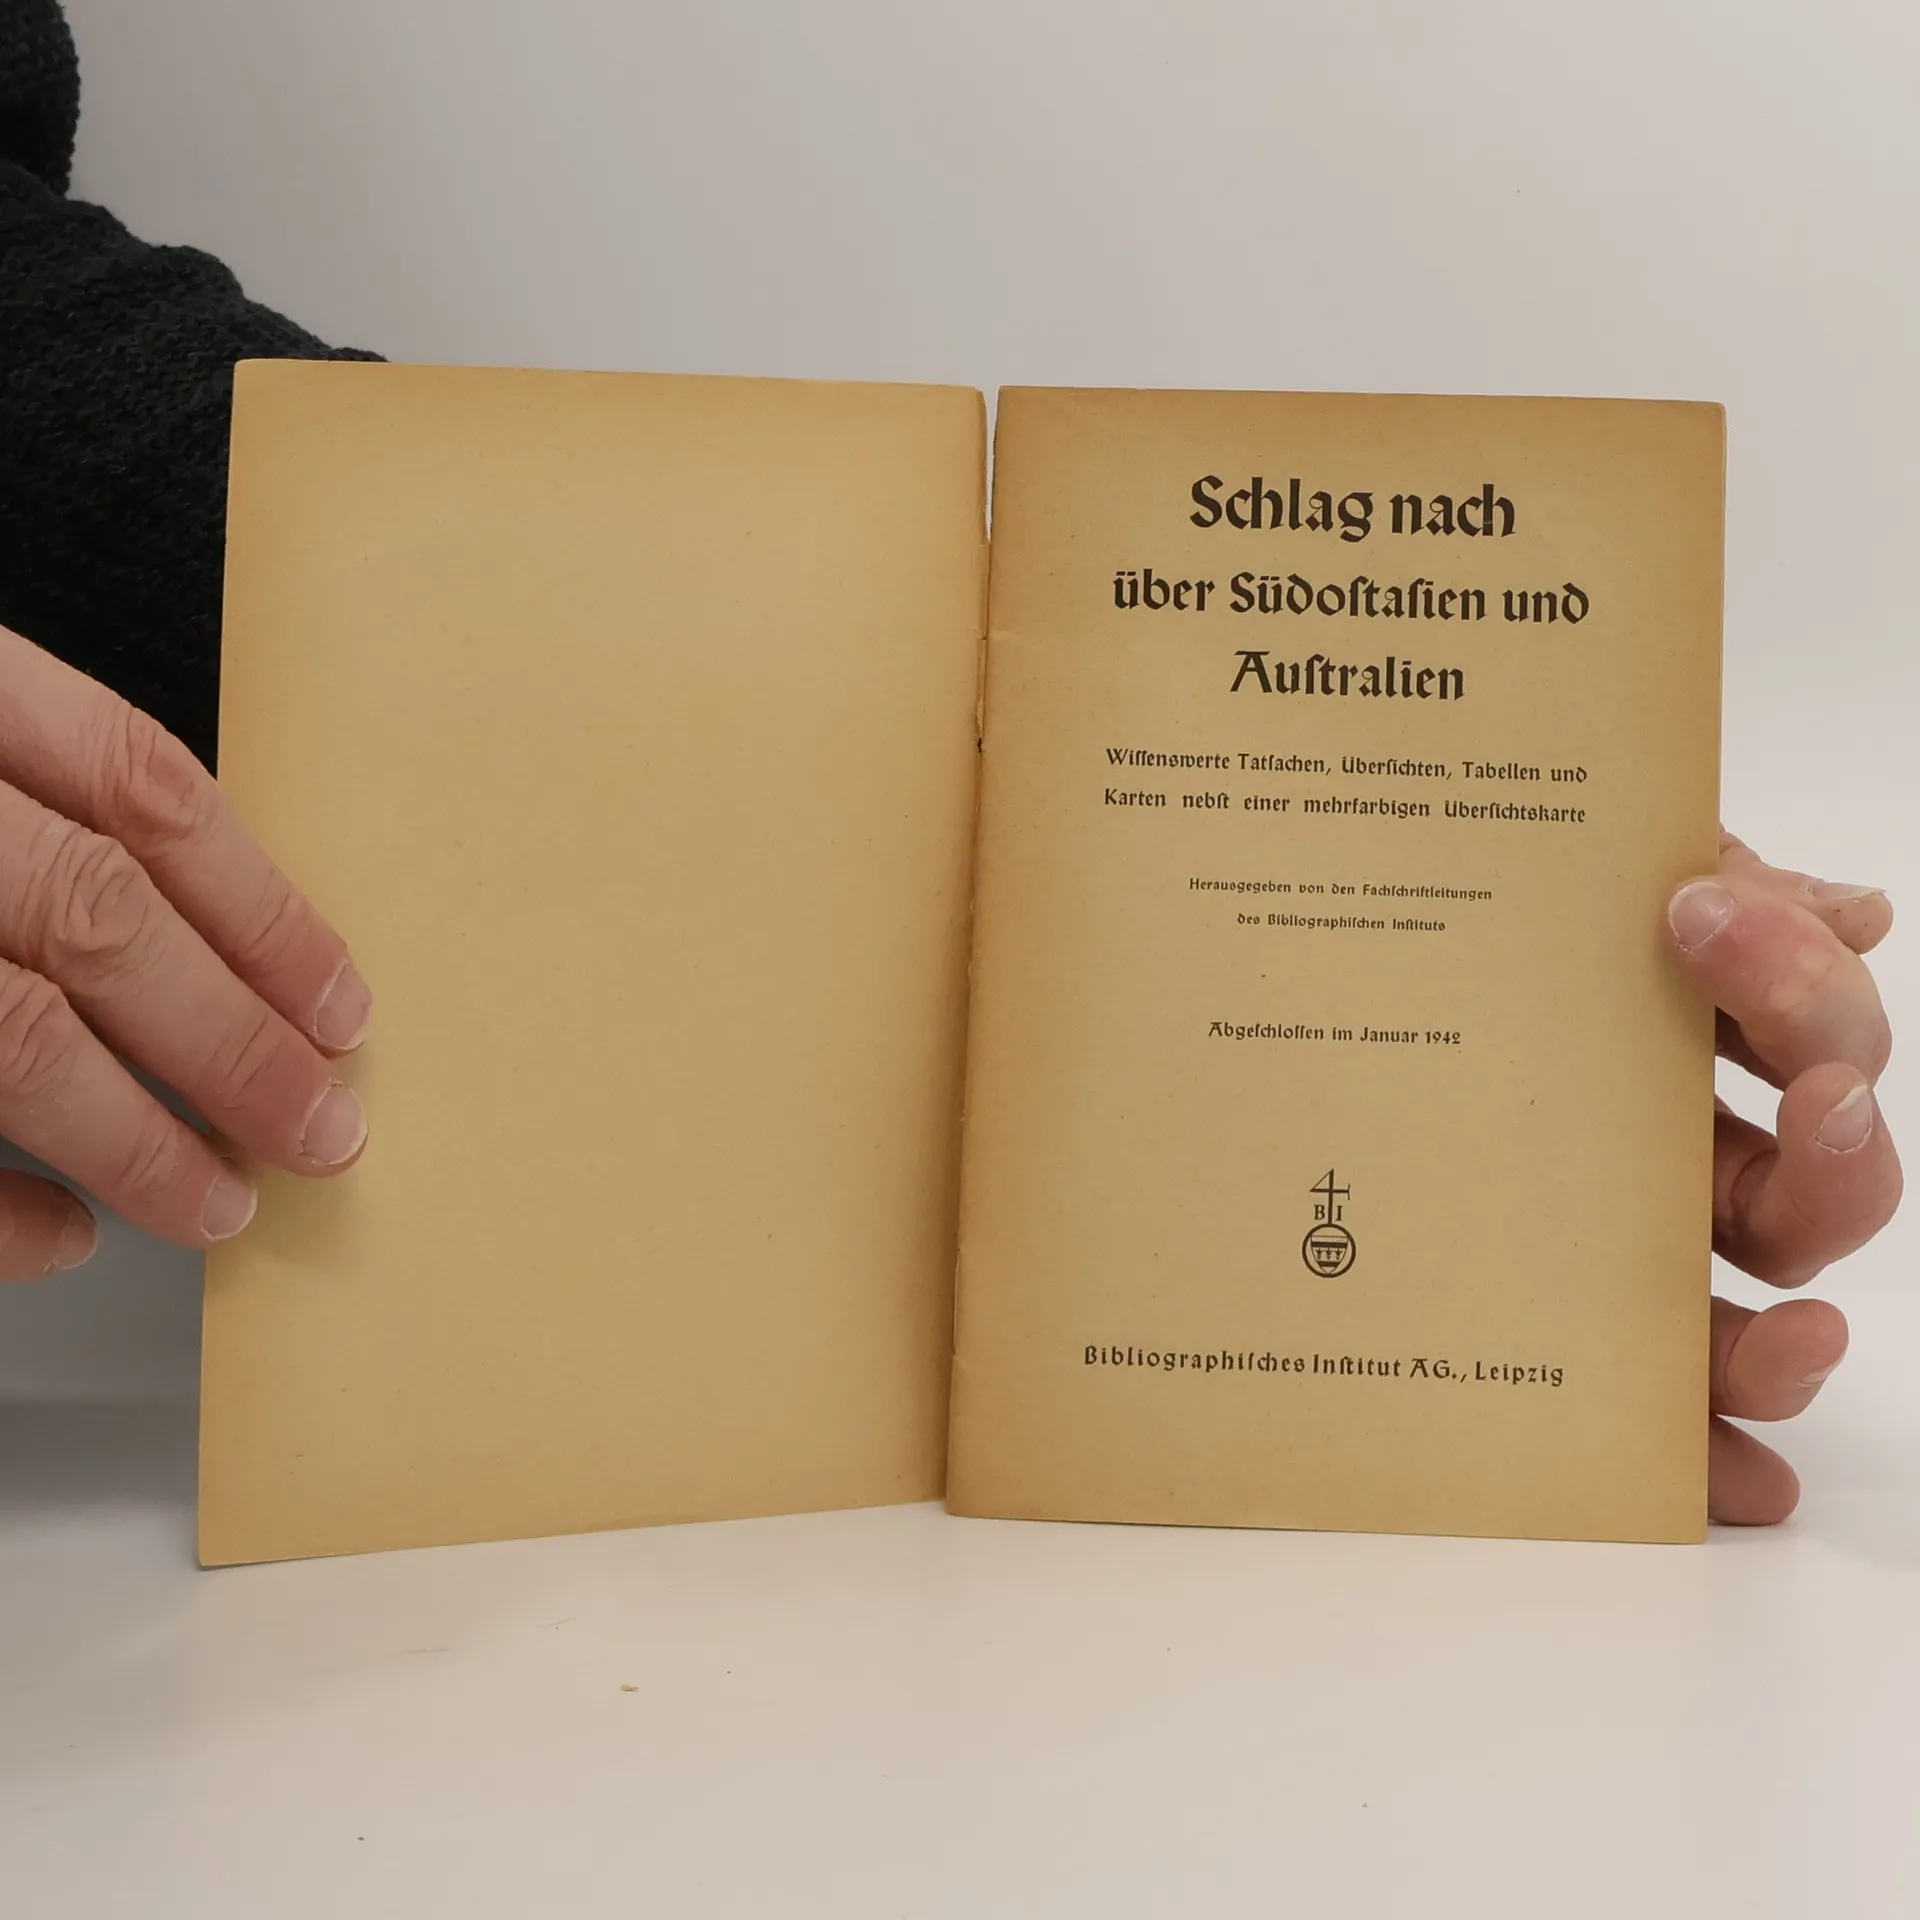 Schlag nach
über Südoſtaſien und
Auſtralien
Wiſſenswerte Tatſachen, Überſichten, Tabellen und
Karten nebſt einer mehrfarbigen Überſichtskarte
Herausgegeben von den Fachſchriftleitungen
des Bibliographiſchen Inſtituts
Abgeſchloſſen im Januar 1942
B I
Bibliographiſches Inſtitut AG., Leipzig